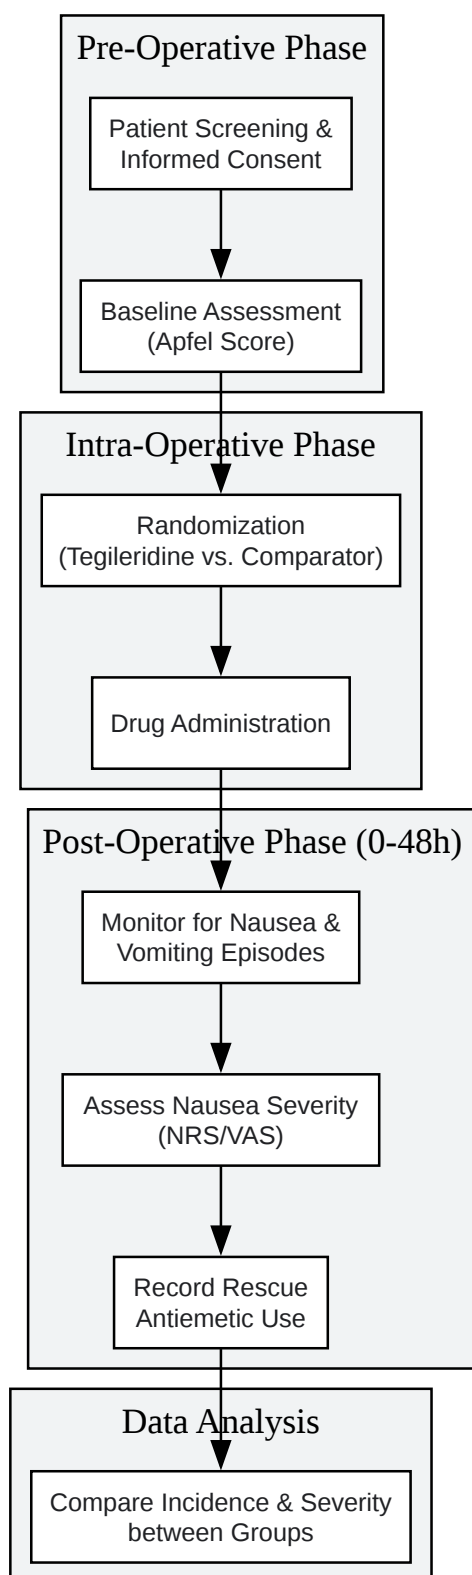 Pre-Operative Phase
Patient Screening &
Informed Consent
Baseline Assessment
(Apfel Score)
Intra-Operative Phase
Randomization
(Tegileridine vs. Comparator)
Drug Administration
Post-Operative Phase (0-48h)
Monitor for Nausea &
Vomiting Episodes
Assess Nausea Severity
(NRS/VAS)
Record Rescue
Antiemetic Use
Data Analysis
Compare Incidence & Severity
between Groups